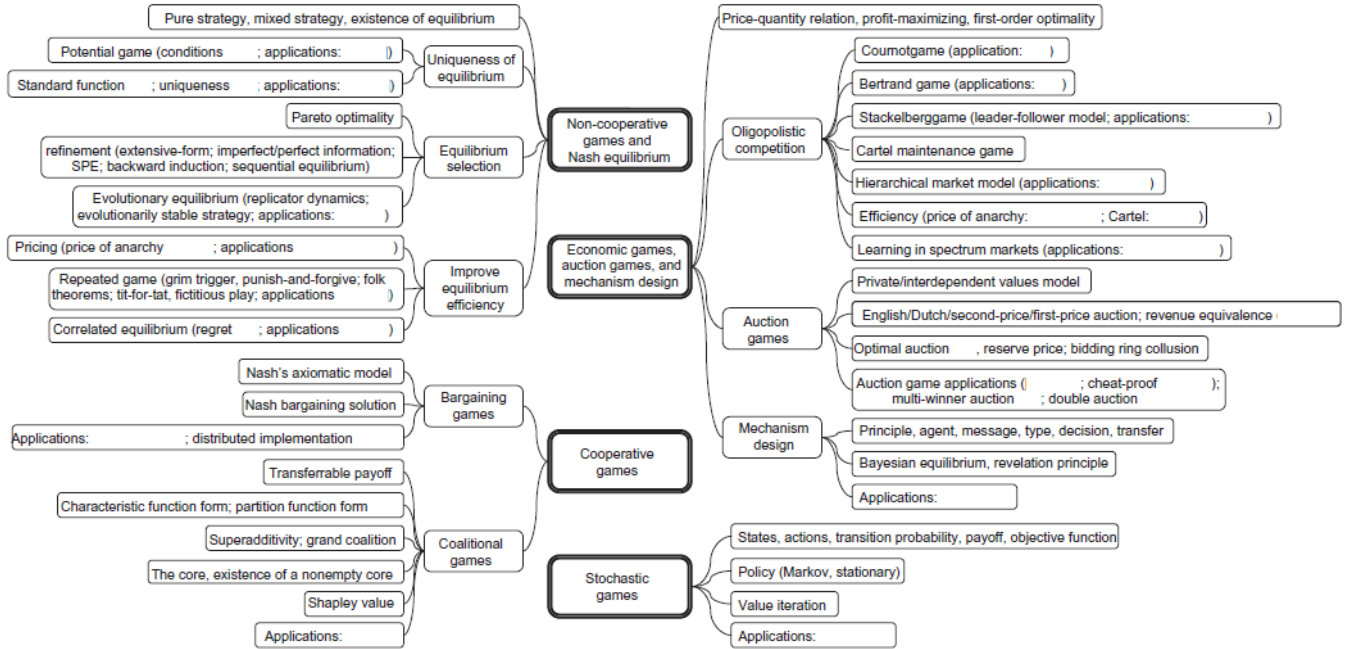 Pure strategy, mixed strategy, existence of equilibrium
Potential game (conditions ; applications: )
Standard function ; uniqueness ; applications: )
Uniqueness of
equilibrium
Pareto optimality
refinement (extensive-form; imperfect/perfect information;
SPE; backward induction; sequential equilibrium)
Evolutionary equilibrium (replicator dynamics;
evolutionarily stable strategy; applications: )
Equilibrium
selection
Pricing (price of anarchy ; applications )
Repeated game (grim trigger, punish-and-forgive; folk
theorems; tit-for-tat, fictitious play; applications )
Correlated equilibrium (regret ; applications )
Improve
equilibrium
efficiency
Non-cooperative
games and
Nash equilibrium
Nash's axiomatic model
Nash bargaining solution
Applications: ; distributed implementation
Bargaining
games
Transferrable payoff
Characteristic function form; partition function form
Superadditivity; grand coalition
The core, existence of a nonempty core
Shapley value
Applications:
Coalitional
games
Cooperative
games
Economic games,
auction games, and
mechanism design
Price-quantity relation, profit-maximizing, first-order optimality
Oligopolistic
competition
Cournotgame (application: )
Bertrand game (applications: )
Stackelberggame (leader-follower model; applications: )
Cartel maintenance game
Hierarchical market model (applications: )
Efficiency (price of anarchy: ; Cartel: )
Learning in spectrum markets (applications: )
Auction
games
Private/interdependent values model
English/Dutch/second-price/first-price auction; revenue equivalence
Optimal auction , reserve price; bidding ring collusion
Auction game applications ( ; cheat-proof );
multi-winner auction ; double auction
Mechanism
design
Principle, agent, message, type, decision, transfer
Bayesian equilibrium, revelation principle
Applications:
Stochastic
games
States, actions, transition probability, payoff, objective function
Policy (Markov, stationary)
Value iteration
Applications: